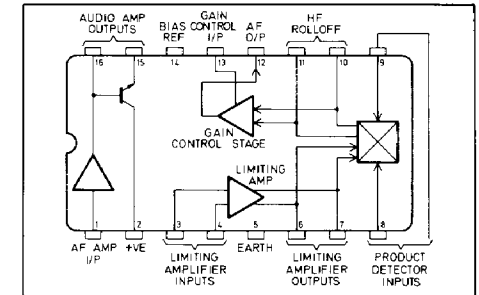 AUDIO AMP
OUTPUTS
BIAS
REF
GAIN
CONTROL
I/P
AF
O/P
HF
ROLLOFF
16
15
14
13
12
11
10
9
GAIN
CONTROL STAGE
LIMITING
AMP
1
2
3
4
5
6
7
8
AF AMP
I/P
+VE
LIMITING
AMPLIFIER
INPUTS
EARTH
LIMITING
AMPLIFIER
OUTPUTS
PRODUCT
DETECTOR
INPUTS